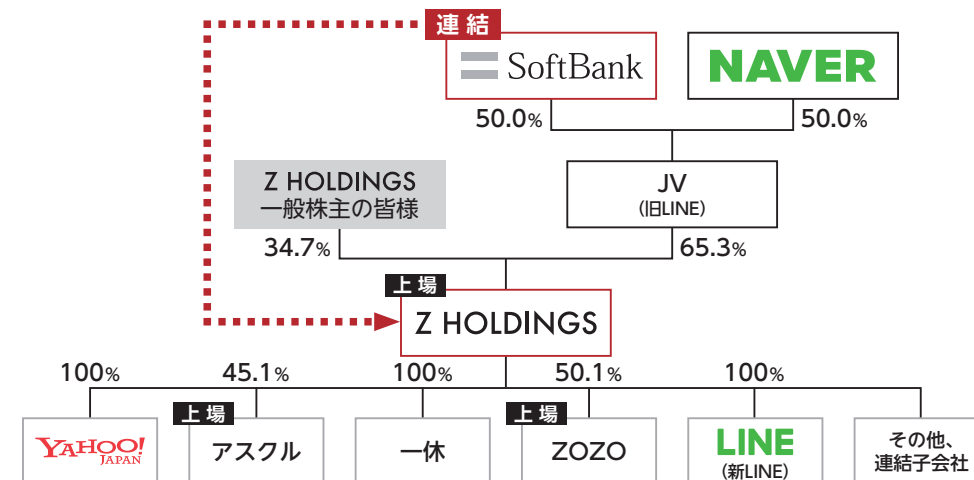 連結
SoftBank
NAVER
50.0%
50.0%
Z HOLDINGS
一般株主の皆様
JV
(旧LINE)
34.7%
65.3%
上場
Z HOLDINGS
100%
45.1%
100%
50.1%
100%
YAHOO!
JAPAN
上場
アスクル
一休
上場
ZOZO
LINE
(新LINE)
その他、
連結子会社